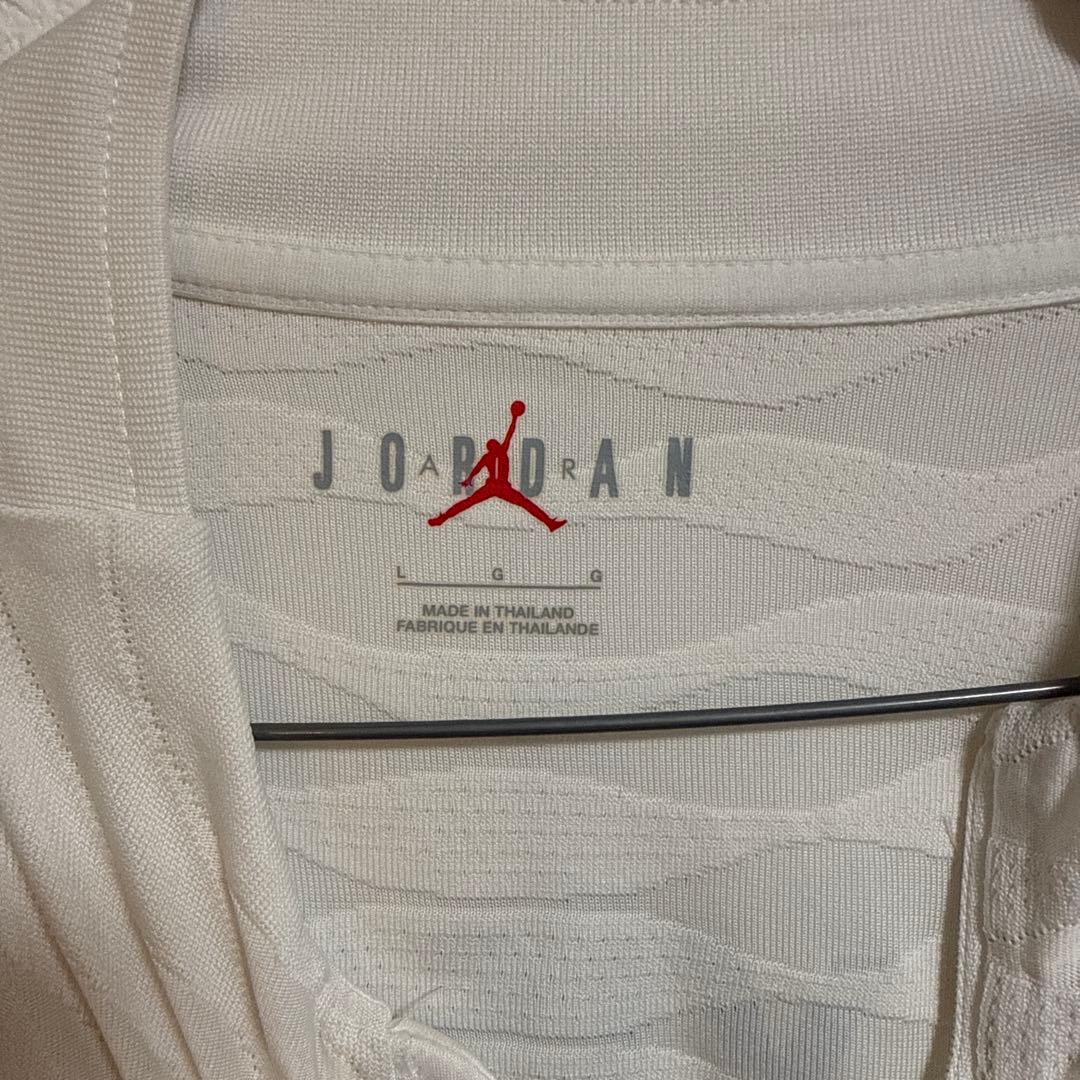 JORDAN
AIR
L G G
MADE IN THAILAND
FABRIQUE EN THAILANDE